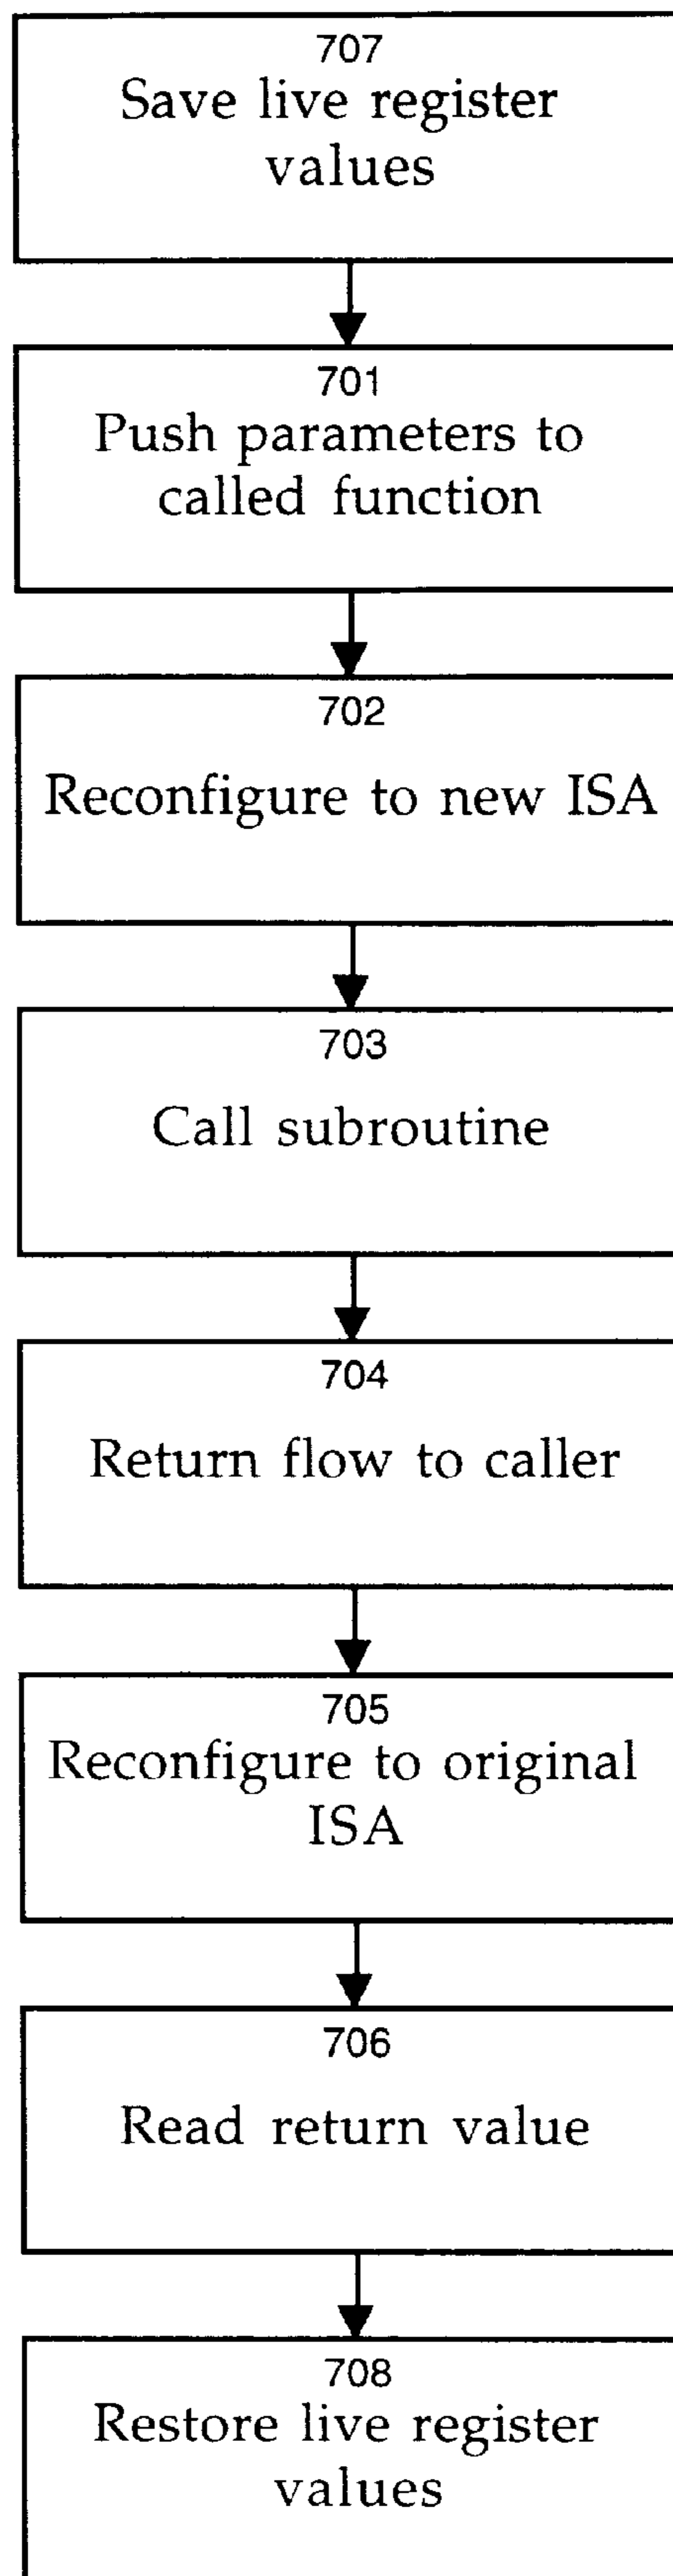 707
Save live register
values
701
Push parameters to
called function
702
Reconfigure to new ISA
703
Call subroutine
704
Return flow to caller
705
Reconfigure to original
ISA
706
Read return value
708
Restore live register
values